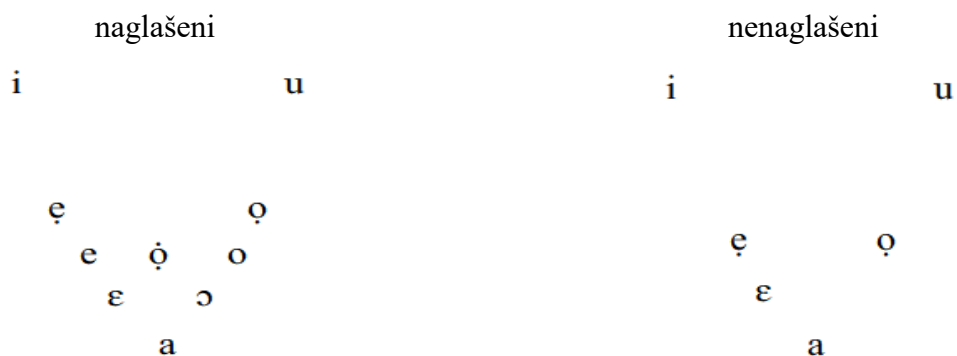 naglašeni nenaglašeni
i u i u
ẹ ọ
ẹ ọ
e ọ̇ o
ɛ ɔ ɛ
a a